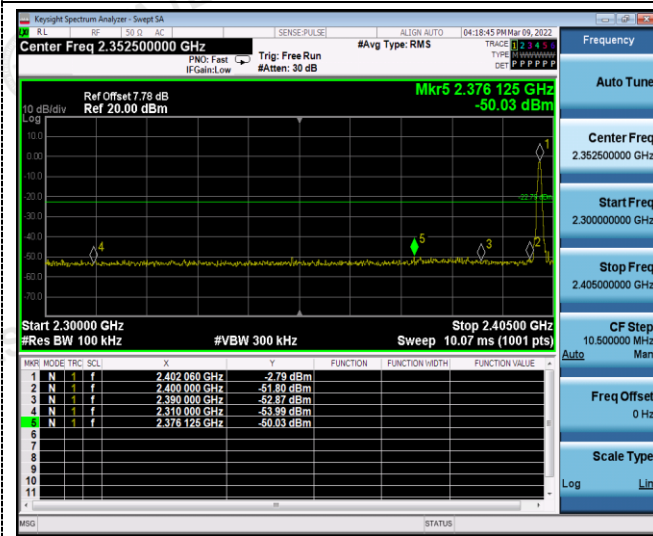 Keysight Spectrum Analyzer - Swept SA
RL RF 50 Ω AC SENSE:PULSE ALIGN AUTO 04:18:45 PM Mar 09, 2022
Center Freq 2.352500000 GHz
#Avg Type: RMS
TRACE 1 2 3 4 5 6
TYPE M WWWWW
DET P P P P P P
PNO: Fast Trig: Free Run
IFGain:Low #Atten: 30 dB
Mkr5 2.376 125 GHz
-50.03 dBm
Ref Offset 7.78 dB
10 dB/div Ref 20.00 dBm
Log
10.0
0.00
-10.0
-20.0
-22.79 dBm
-30.0
-40.0
-50.0
-60.0
-70.0
1
2
3
4
5
Start 2.30000 GHz Stop 2.40500 GHz
#Res BW 100 kHz #VBW 300 kHz Sweep 10.07 ms (1001 pts)
MKR MODE TRC SCL X Y FUNCTION FUNCTION WIDTH FUNCTION VALUE
1 N 1 f 2.402 060 GHz -2.79 dBm
2 N 1 f 2.400 000 GHz -51.80 dBm
3 N 1 f 2.390 000 GHz -52.87 dBm
4 N 1 f 2.310 000 GHz -53.99 dBm
5 N 1 f 2.376 125 GHz -50.03 dBm
6
7
8
9
10
11
MSG STATUS
Frequency
Auto Tune
Center Freq
2.352500000 GHz
Start Freq
2.300000000 GHz
Stop Freq
2.405000000 GHz
CF Step
10.500000 MHz
Auto Man
Freq Offset
0 Hz
Scale Type
Log Lin